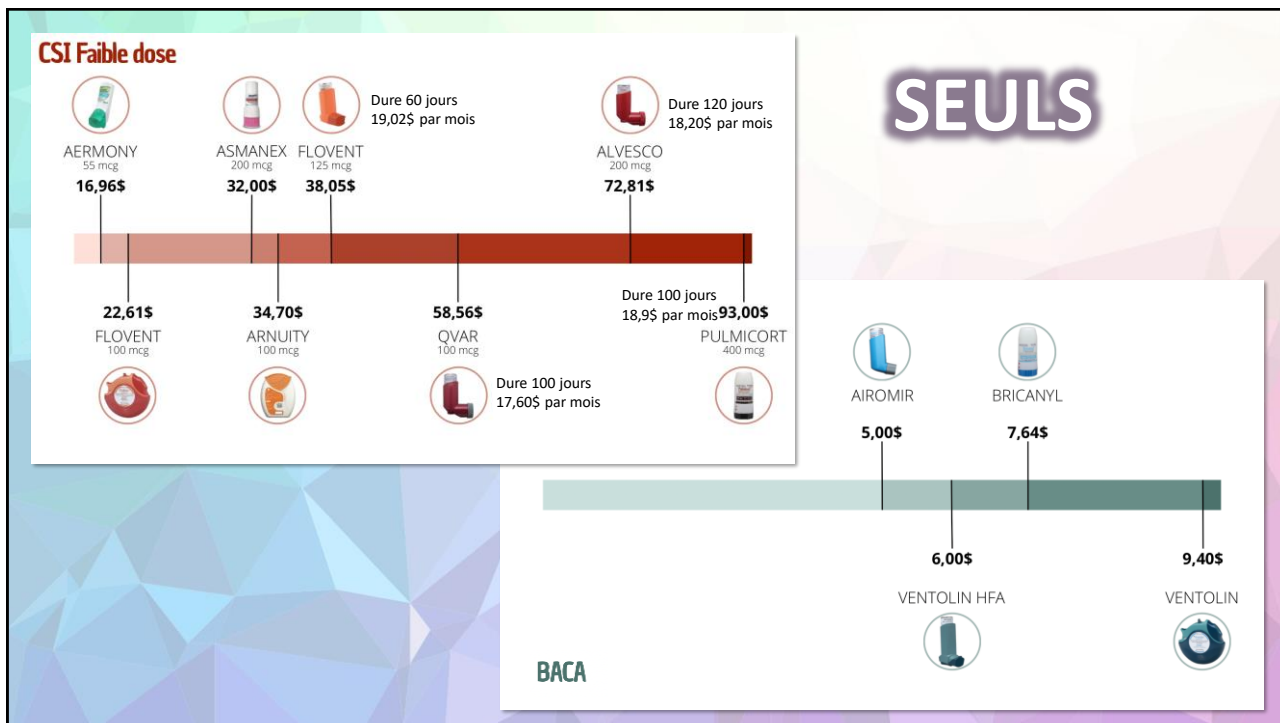 CSI Faible dose
SEULS
Dure 60 jours
19,02$ par mois
Dure 120 jours
18,20$ par mois
AERMONY
55 mcg
16,96$
ASMANEX
200 mcg
32,00$
FLOVENT
125 mcg
38,05$
ALVESCO
200 mcg
72,81$
Dure 100 jours
18,9$ par mois
22,61$
FLOVENT
100 mcg
34,70$
ARNUITY
100 mcg
58,56$
QVAR
100 mcg
93,00$
PULMICORT
400 mcg
Dure 100 jours
17,60$ par mois
AIROMIR
5,00$
BRICANYL
7,64$
6,00$
VENTOLIN HFA
9,40$
VENTOLIN
BACA